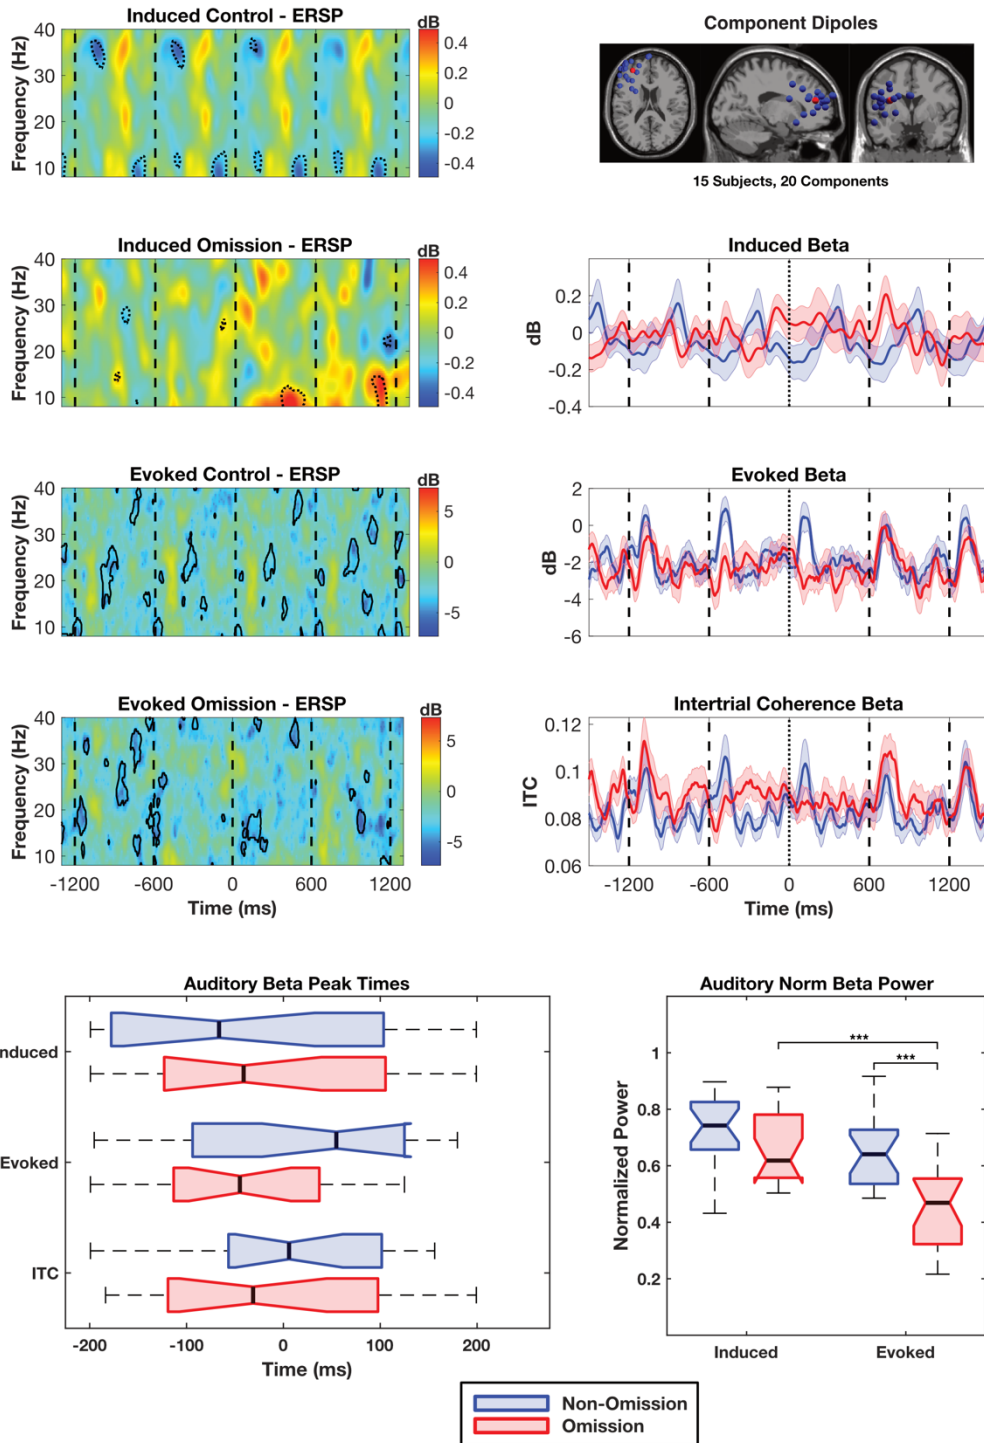 Induced Control - ERSP
dB
Frequency (Hz)
40
30
20
10
0.4
0.2
0
-0.2
-0.4
Component Dipoles
15 Subjects, 20 Components
Induced Omission - ERSP
dB
Frequency (Hz)
40
30
20
10
0.4
0.2
0
-0.2
-0.4
Induced Beta
dB
0.2
0
-0.2
-0.4
Evoked Control - ERSP
dB
Frequency (Hz)
40
30
20
10
5
0
-5
Evoked Beta
dB
2
0
-2
-4
-6
Evoked Omission - ERSP
dB
Frequency (Hz)
40
30
20
10
5
0
-5
-1200 -600 0 600 1200
Time (ms)
Intertrial Coherence Beta
ITC
0.12
0.1
0.08
0.06
-1200 -600 0 600 1200
Time (ms)
Auditory Beta Peak Times
nduced
Evoked
ITC
-200 -100 0 100 200
Time (ms)
Auditory Norm Beta Power
Normalized Power
1
0.8
0.6
0.4
0.2
***
***
Induced Evoked
Non-Omission
Omission